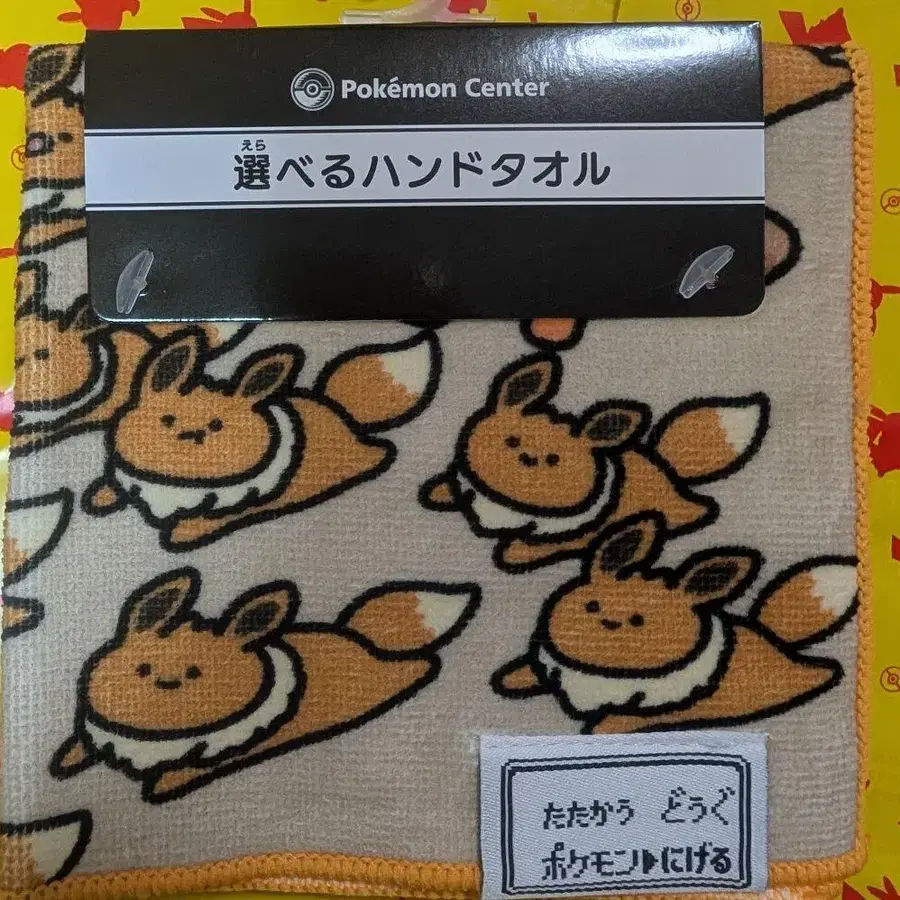 Pokémon Center
えら
選べるハンドタオル
たたかう どうぐ
ポケモン▶にげる